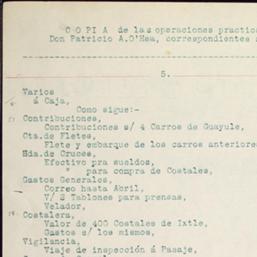 C O P I A de las operaciones practic
Don Patricio A.O'Hea, correspondientes
5.
Varios
á Caja,
Como sigue:-
Contribuciones,
Contribuciones s/ 4 Carros de Guayule,
Cta.de Fletes,
Flete y embarque de los carros anteriores
Hda.de Cruces,
Efectivo pra sueldos,
" para compra de Costales,
Gastos Generales,
Correo hasta Abril,
V/ 2 Tablones para prensas,
Velador,
Costalera,
Valor de 400 Costales de Ixtle,
Gastos s/ los mismos,
Vigilancia,
Viaje de inspección á Pasaje,